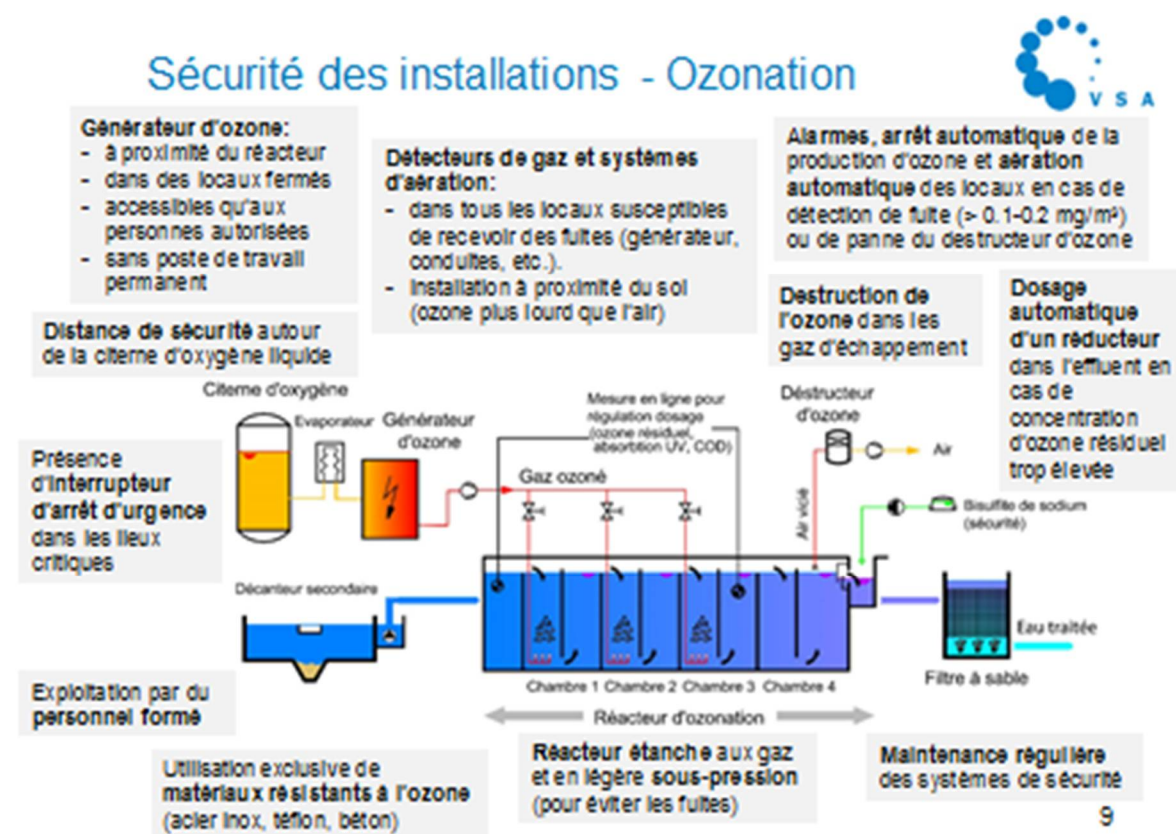 Sécurité des installations - Ozonation
V S A
Générateur d'ozone:
- à proximité du réacteur
- dans des locaux fermés
- accessibles qu'aux
personnes autorisées
- sans poste de travail
permanent
Détecteurs de gaz et systèmes
d'aération:
- dans tous les locaux susceptibles
de recevoir des fuites (générateur,
conduites, etc.).
- Installation à proximité du sol
(ozone plus lourd que l'air)
Alarmes, arrêt automatique de la
production d'ozone et aération
automatique des locaux en cas de
détection de fuite (> 0.1-0.2 mg/m³)
ou de panne du destructeur d'ozone
Distance de sécurité autour
de la citerne d'oxygène liquide
Destruction de
l'ozone dans les
gaz d'échappement
Dosage
automatique
d'un réducteur
dans l'effluent en
cas de
concentration
d'ozone résiduel
trop élevée
Citerne d'oxygène
Evaporateur
Générateur
d'ozone
Mesure en ligne pour
régulation dosage
(ozone résiduel,
absorbtion UV, COD)
Déstructeur
d'ozone
Air
Gaz ozoné
Air vicié
Bisulfite de sodium
(sécurité)
Présence
d'interrupteur
d'arrêt d'urgence
dans les lieux
critiques
Décanteur secondaire
Eau traitée
Filtre à sable
Chambre 1 Chambre 2 Chambre 3 Chambre 4
Réacteur d'ozonation
Exploitation par du
personnel formé
Utilisation exclusive de
matériaux résistants à l'ozone
(acier inox, téflon, béton)
Réacteur étanche aux gaz
et en légère sous-pression
(pour éviter les fuites)
Maintenance régulière
des systèmes de sécurité
9